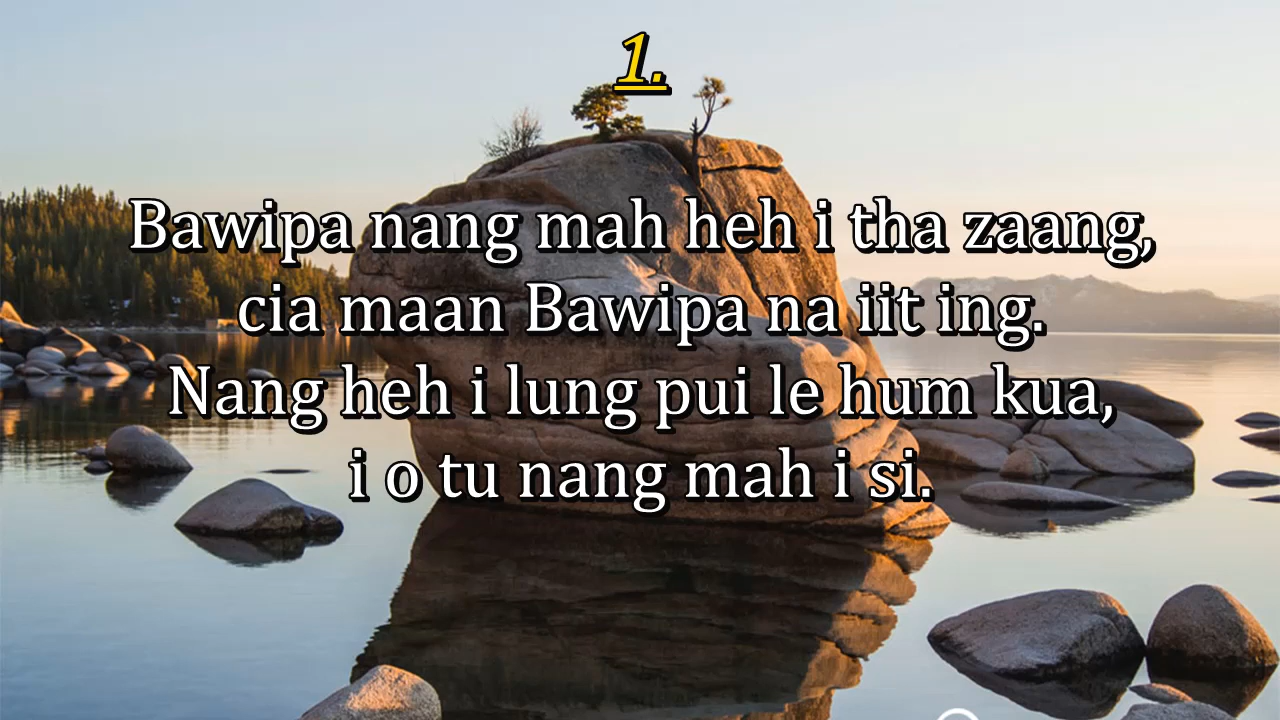 1.
Bawipa nang mah heh i tha zaang,
cia maan Bawipa na iit ing.
Nang heh i lung pui le hum kua,
i o tu nang mah i si.